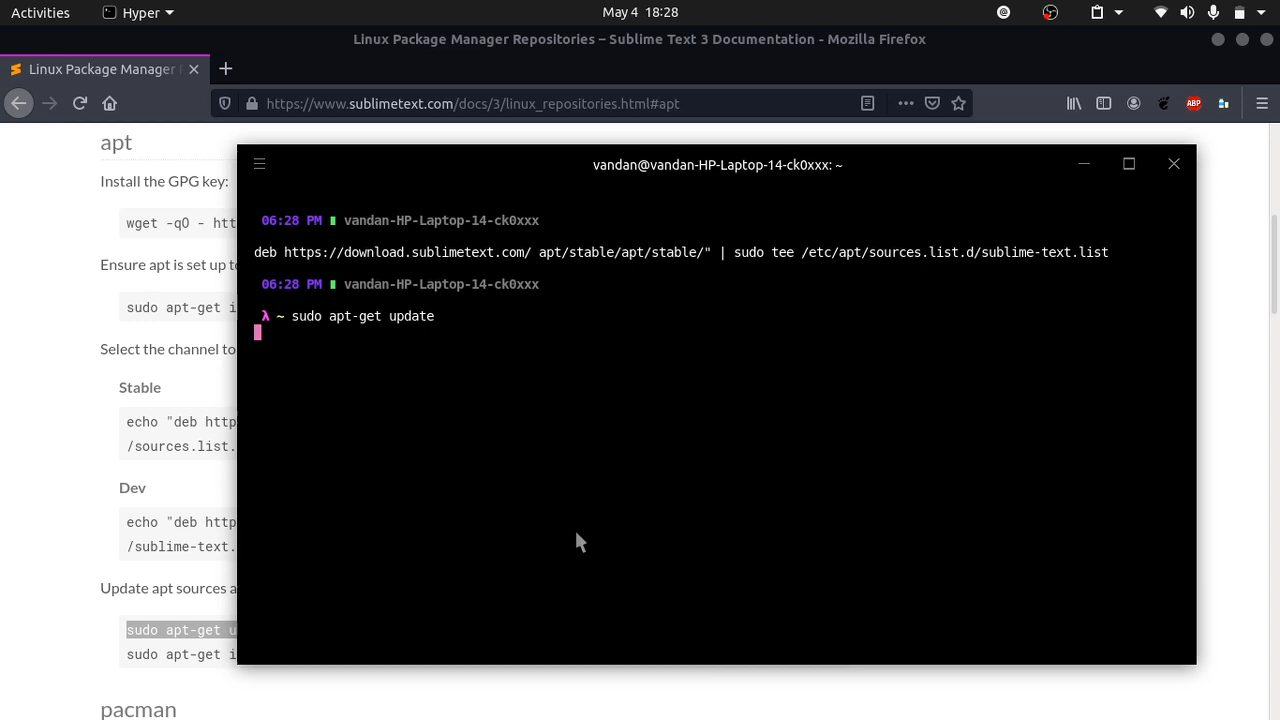 Activities
Hyper
May 4 18:28
Linux Package Manager Repositories – Sublime Text 3 Documentation - Mozilla Firefox
Linux Package Manager
https://www.sublimetext.com/docs/3/linux_repositories.html#apt
ABP
apt
Install the GPG key:
wget -qO - htt
Ensure apt is set up to
sudo apt-get i
Select the channel to
Stable
echo "deb http
/sources.list.
Dev
echo "deb http
/sublime-text.
Update apt sources a
sudo apt-get u
sudo apt-get i
pacman
vandan@vandan-HP-Laptop-14-ck0xxx: ~
06:28 PM vandan-HP-Laptop-14-ck0xxx
deb https://download.sublimetext.com/ apt/stable/apt/stable/" | sudo tee /etc/apt/sources.list.d/sublime-text.list
06:28 PM vandan-HP-Laptop-14-ck0xxx
λ ~ sudo apt-get update